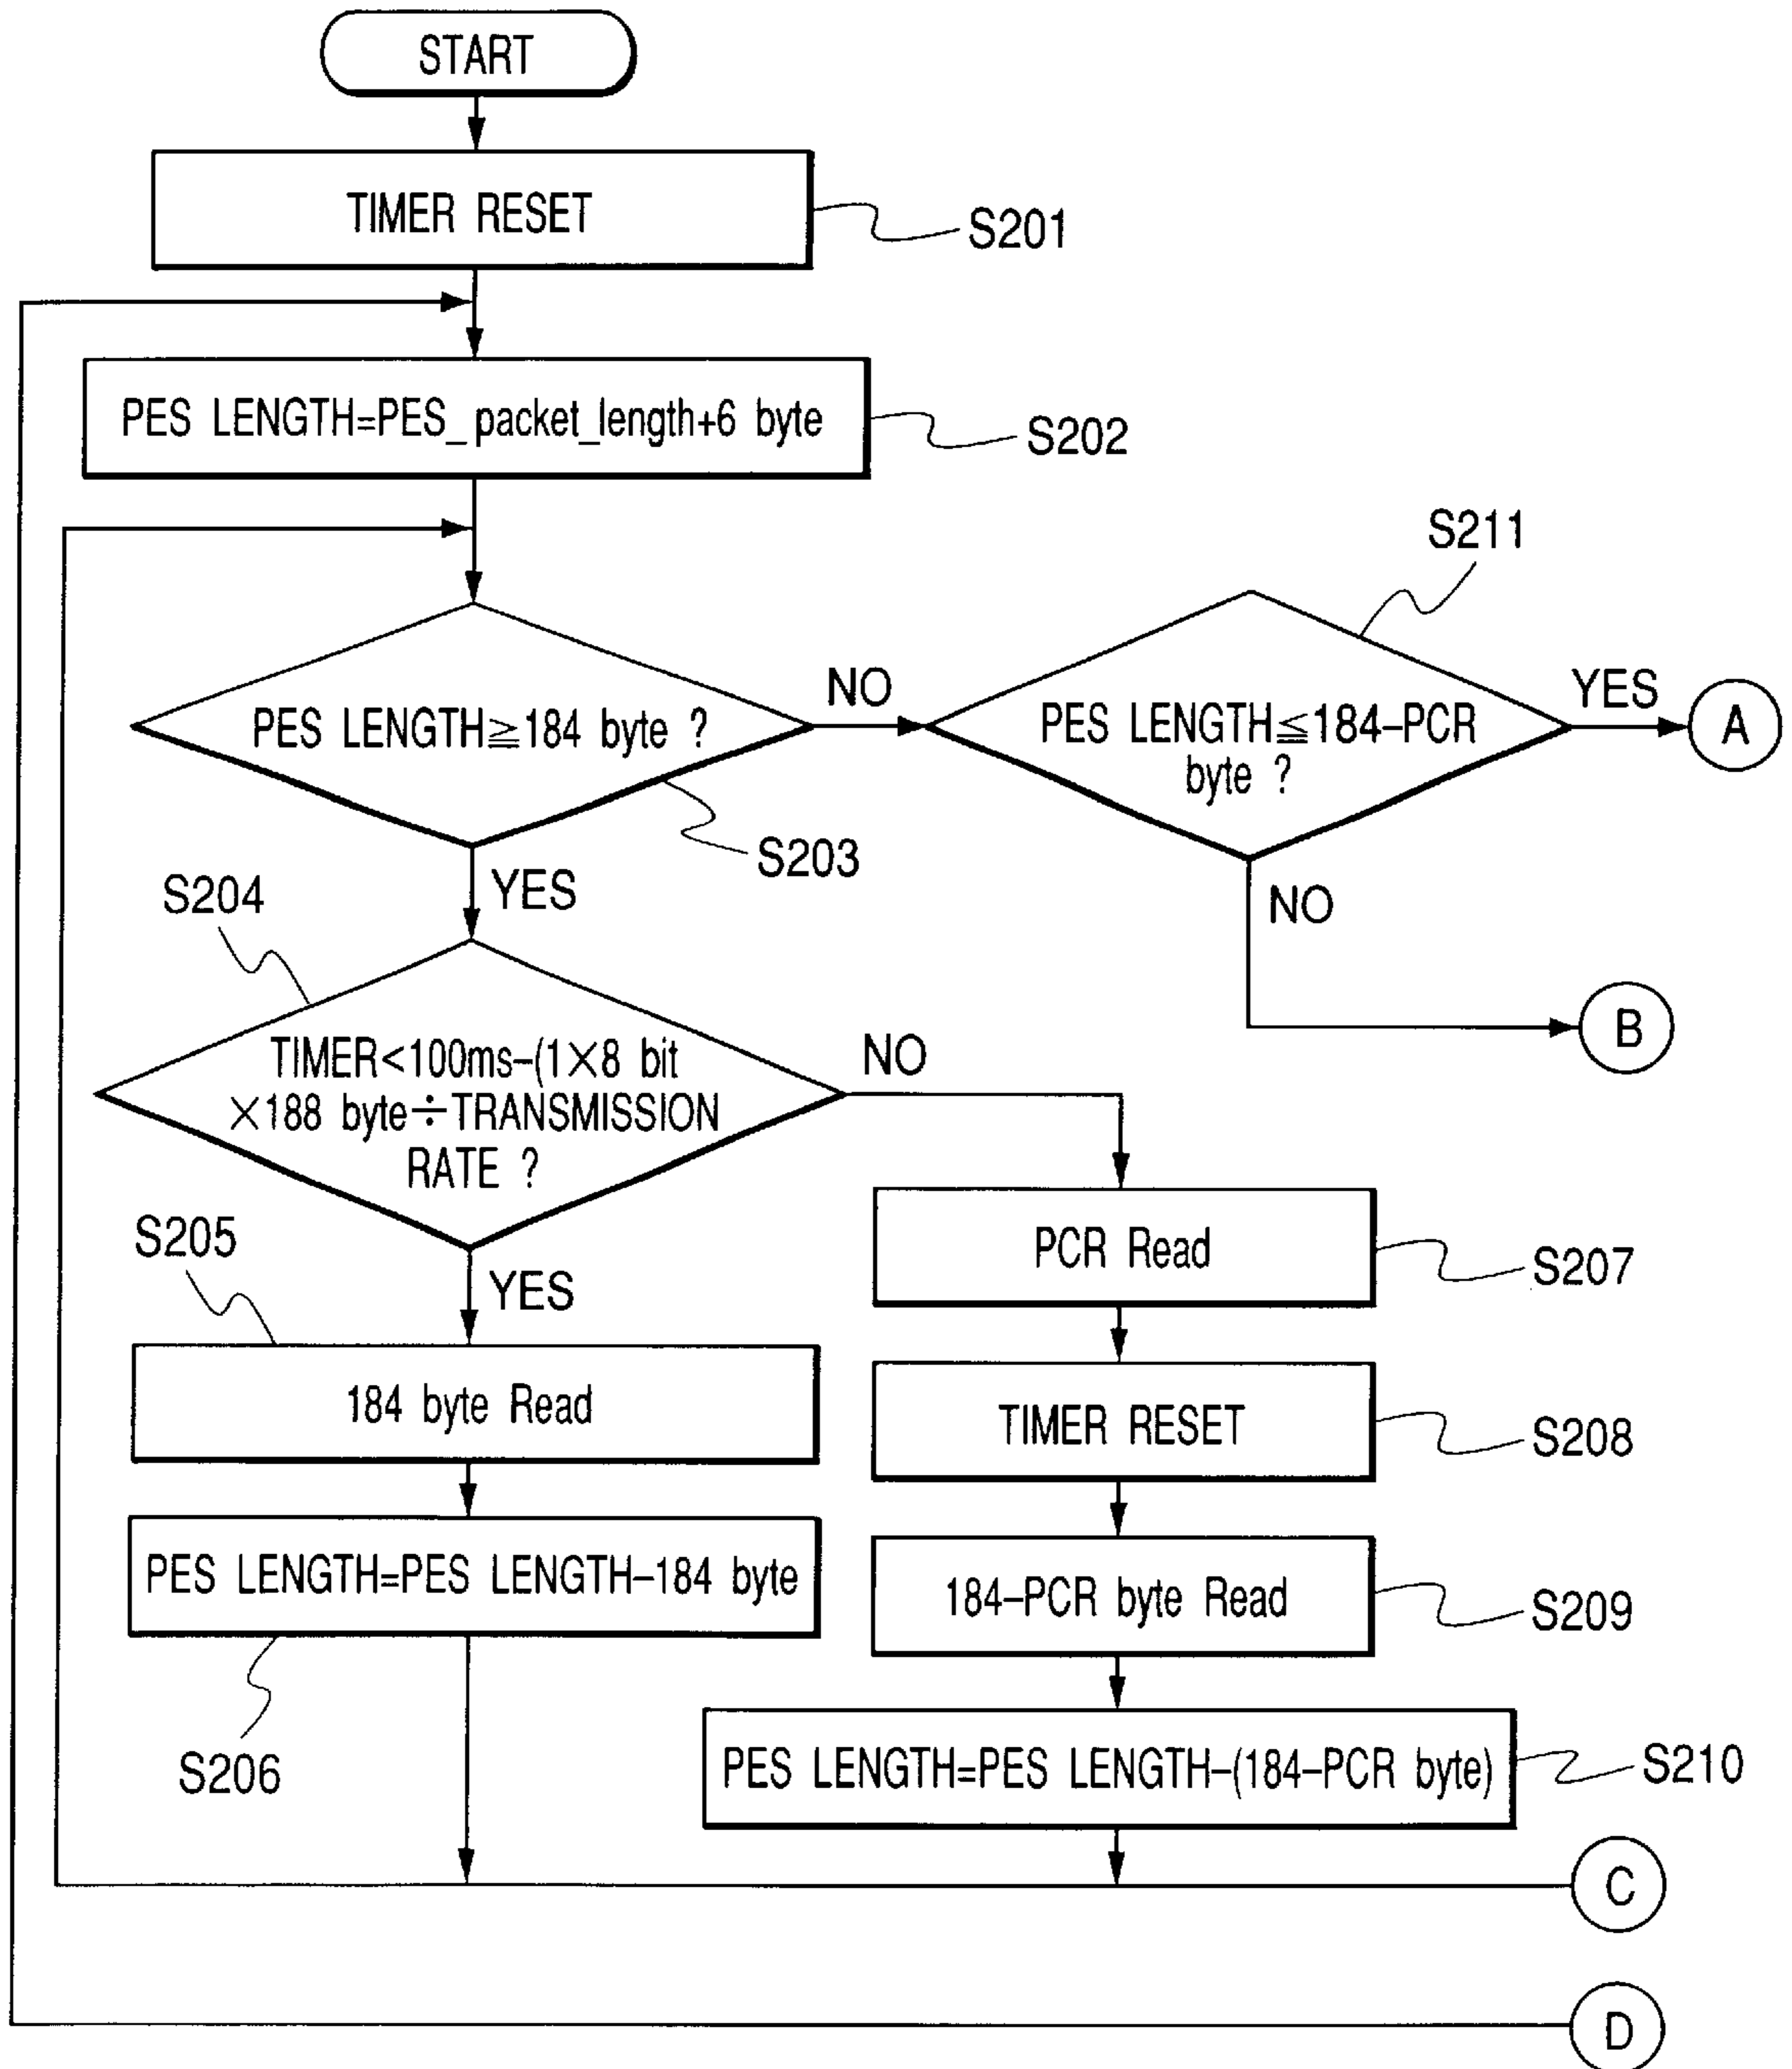 START
TIMER RESET
S201
PES LENGTH=PES_ packet_length+6 byte
S202
S211
PES LENGTH≧184 byte ?
NO
PES LENGTH≦184–PCR
byte ?
YES
A
S203
YES
NO
B
S204
TIMER<100ms–(1×8 bit
×188 byte÷TRANSMISSION
RATE ?
NO
YES
S205
184 byte Read
PES LENGTH=PES LENGTH–184 byte
S206
PCR Read
S207
TIMER RESET
S208
184–PCR byte Read
S209
PES LENGTH=PES LENGTH–(184–PCR byte)
S210
C
D